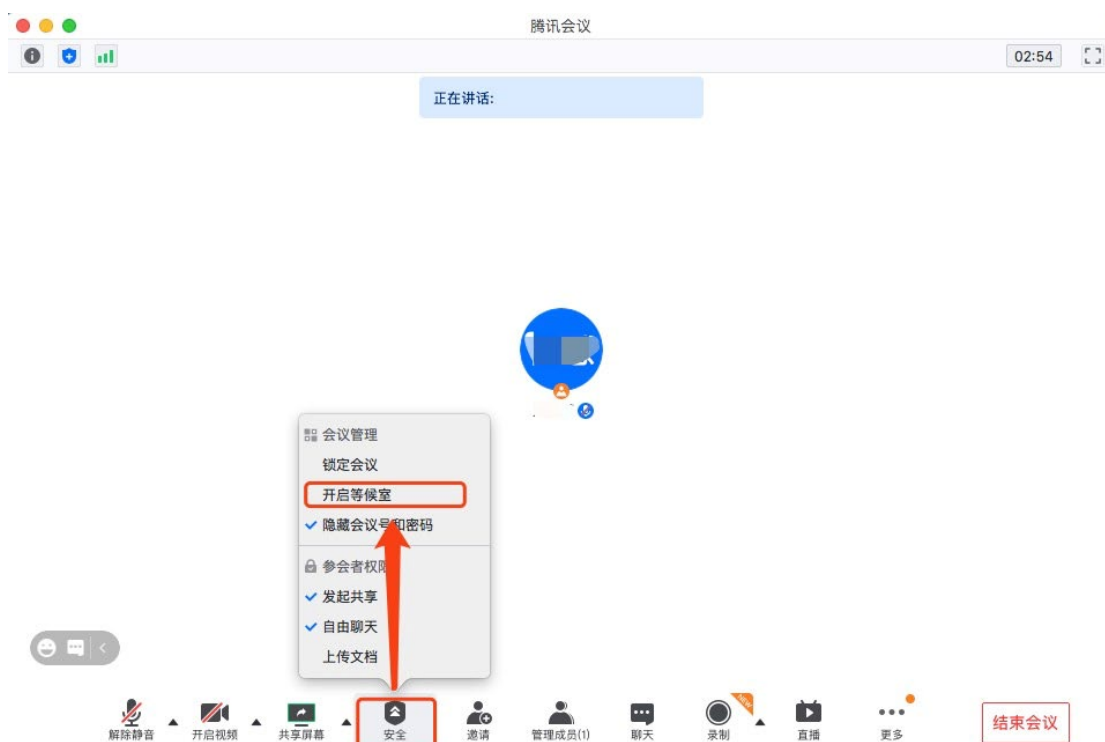 腾讯会议
02:54
正在讲话:
会议管理
锁定会议
开启等候室
隐藏会议号和密码
参会者权限
发起共享
自由聊天
上传文档
解除静音
开启视频
共享屏幕
安全
邀请
管理成员(1)
聊天
录制
NEW
直播
更多
结束会议